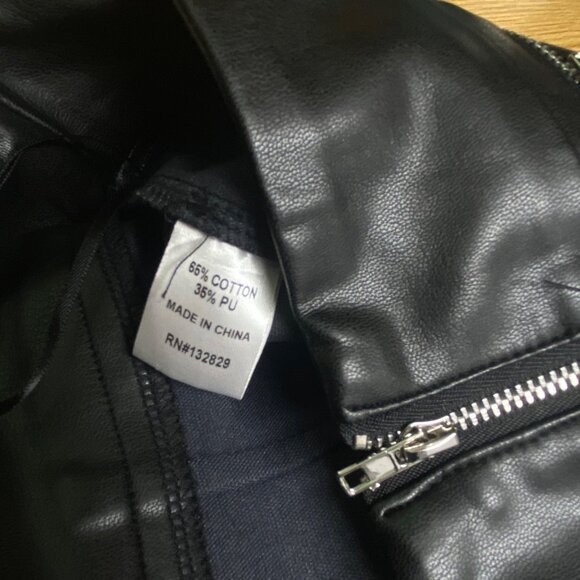 65% COTTON
35% PU
MADE IN CHINA
RN#132829